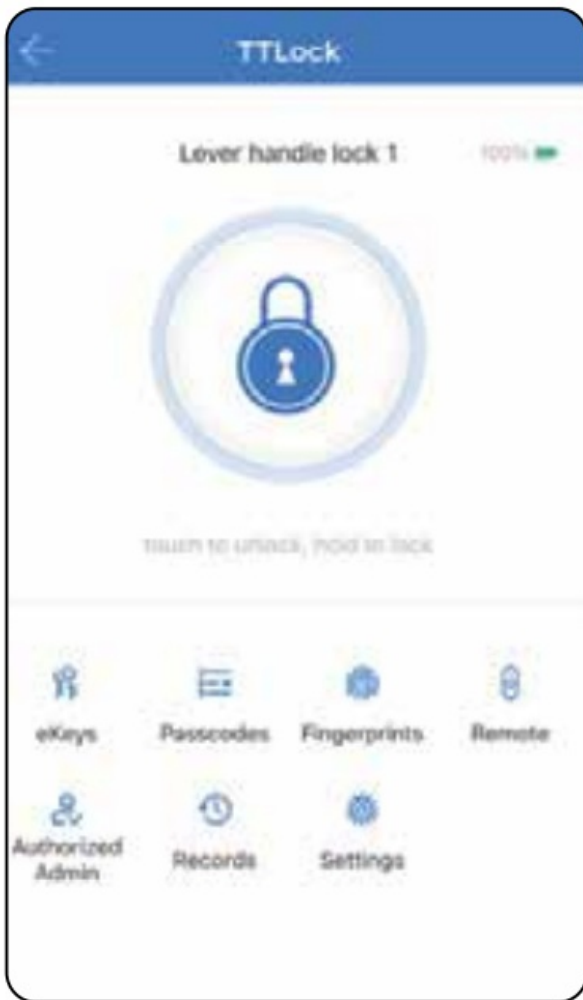 TTLock
Lever handle lock 1
100%
touch to unlock, hold to lock
eKeys
Passcodes
Fingerprints
Remote
Authorized
Admin
Records
Settings